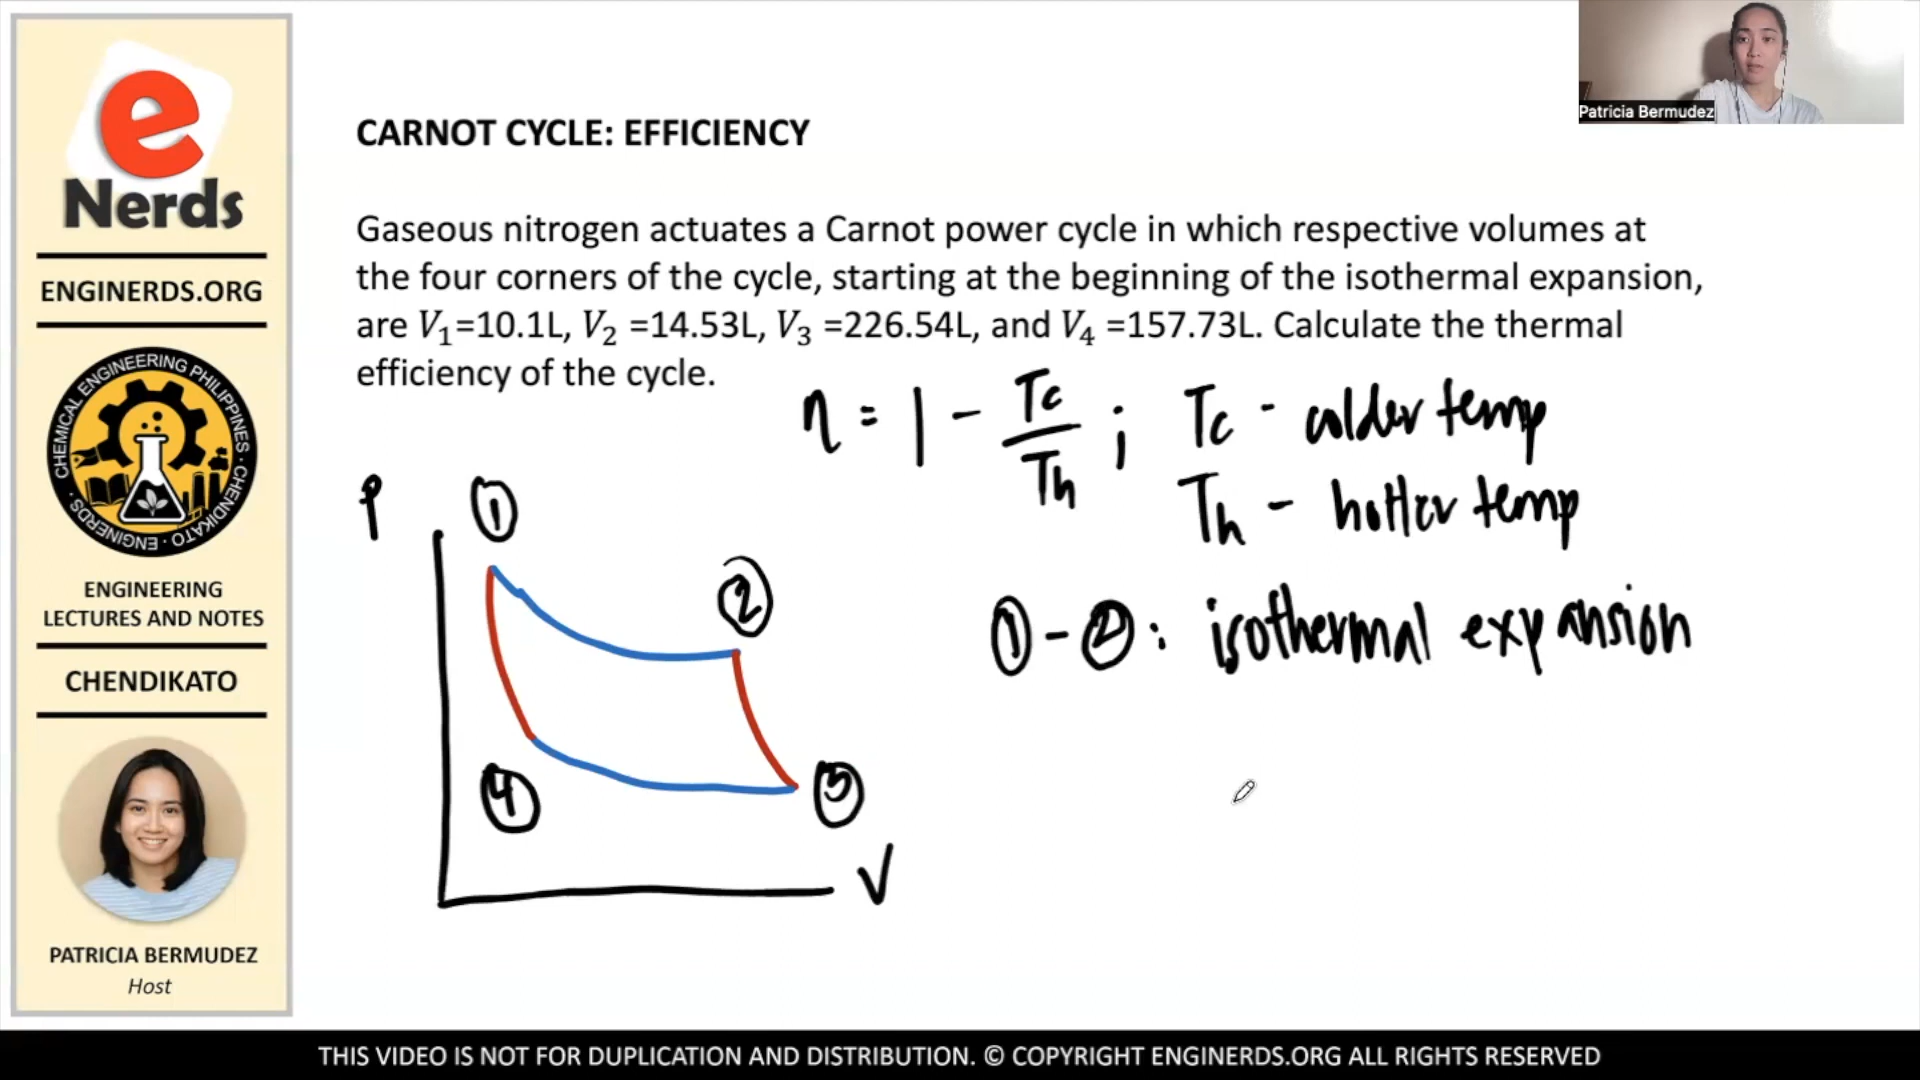 e
Nerds
ENGINERDS.ORG
CHEMICAL ENGINEERING PHILIPPINES · CHENDIKATO · ENGINERDS ·
ENGINEERING
LECTURES AND NOTES
CHENDIKATO
PATRICIA BERMUDEZ
Host
Patricia Bermudez
CARNOT CYCLE: EFFICIENCY
Gaseous nitrogen actuates a Carnot power cycle in which respective volumes at
the four corners of the cycle, starting at the beginning of the isothermal expansion,
are V₁=10.1L, V₂ =14.53L, V₃ =226.54L, and V₄ =157.73L. Calculate the thermal
efficiency of the cycle.
η = 1 - Tc/Th ; Tc - colder temp
Th - hotter temp
① - ② : isothermal expansion
P
①
②
④
③
V
THIS VIDEO IS NOT FOR DUPLICATION AND DISTRIBUTION. © COPYRIGHT ENGINERDS.ORG ALL RIGHTS RESERVED